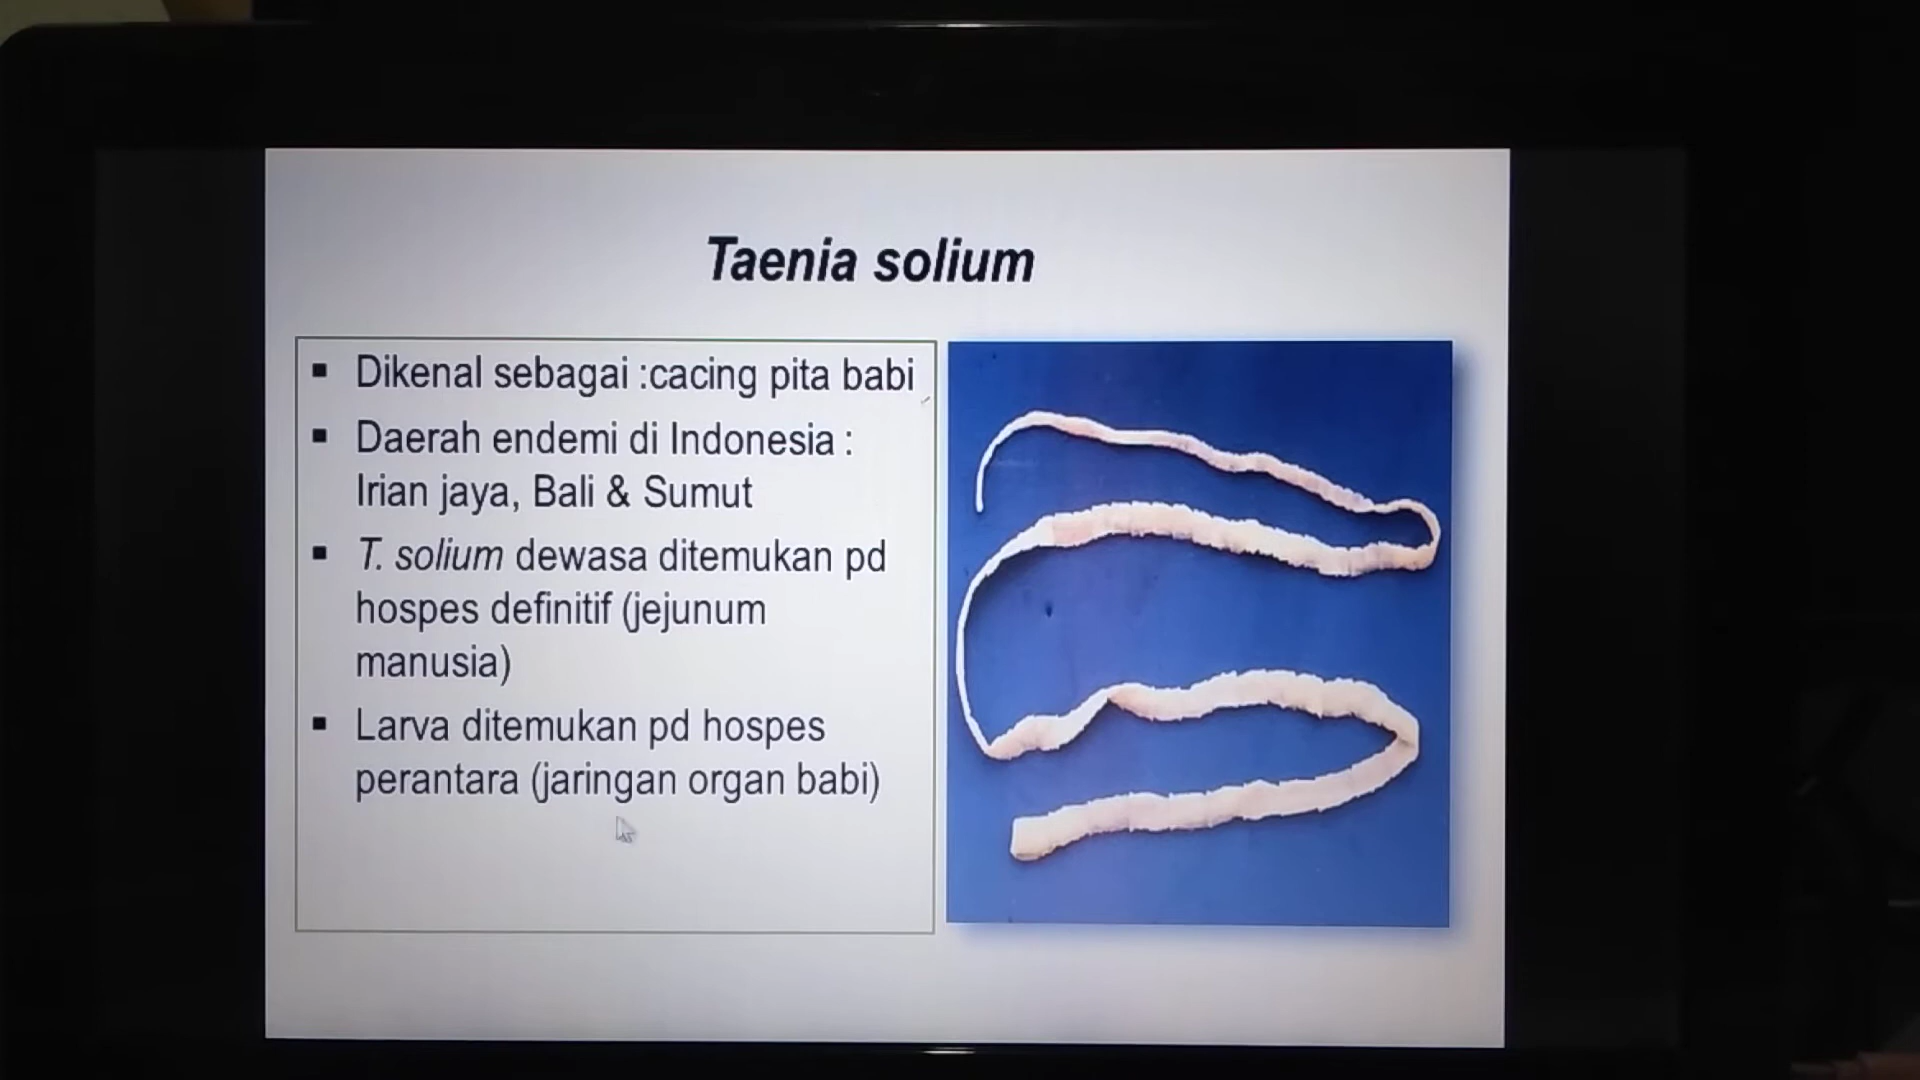 Taenia solium
▪ Dikenal sebagai :cacing pita babi
▪ Daerah endemi di Indonesia :
Irian jaya, Bali & Sumut
▪ T. solium dewasa ditemukan pd
hospes definitif (jejunum
manusia)
▪ Larva ditemukan pd hospes
perantara (jaringan organ babi)